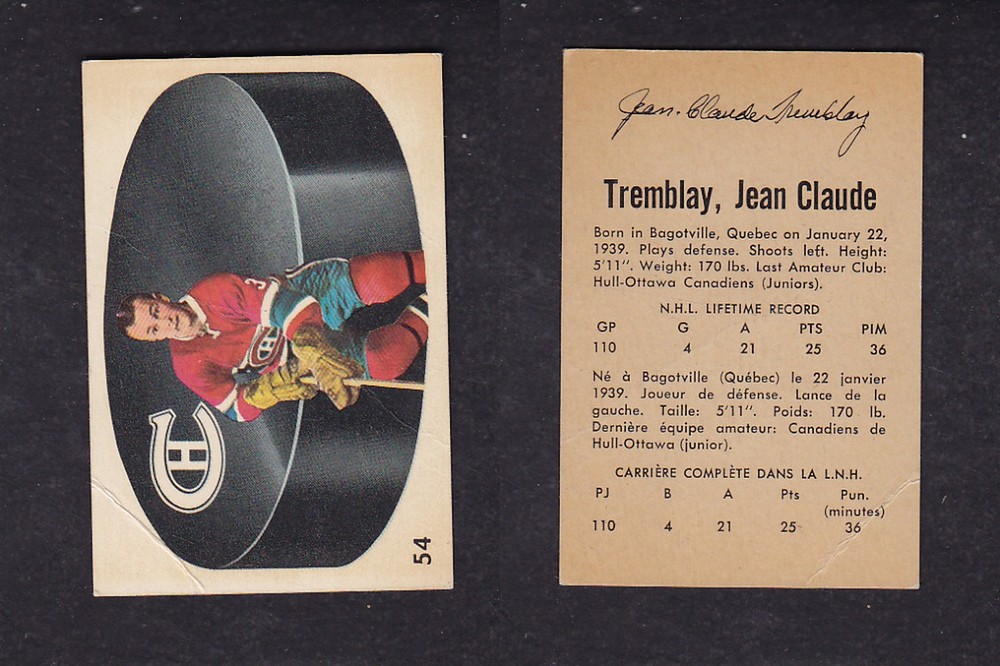 54
3
CH
Jean-Claude Tremblay
Tremblay, Jean Claude
Born in Bagotville, Quebec on January 22,
1939. Plays defense. Shoots left. Height:
5'11". Weight: 170 lbs. Last Amateur Club:
Hull-Ottawa Canadiens (Juniors).
N.H.L. LIFETIME RECORD
GP G A PTS PIM
110 4 21 25 36
Né à Bagotville (Québec) le 22 janvier
1939. Joueur de défense. Lance de la
gauche. Taille: 5'11". Poids: 170 lb.
Dernière équipe amateur: Canadiens de
Hull-Ottawa (junior).
CARRIÈRE COMPLÈTE DANS LA L.N.H.
PJ B A Pts Pun.
(minutes)
110 4 21 25 36